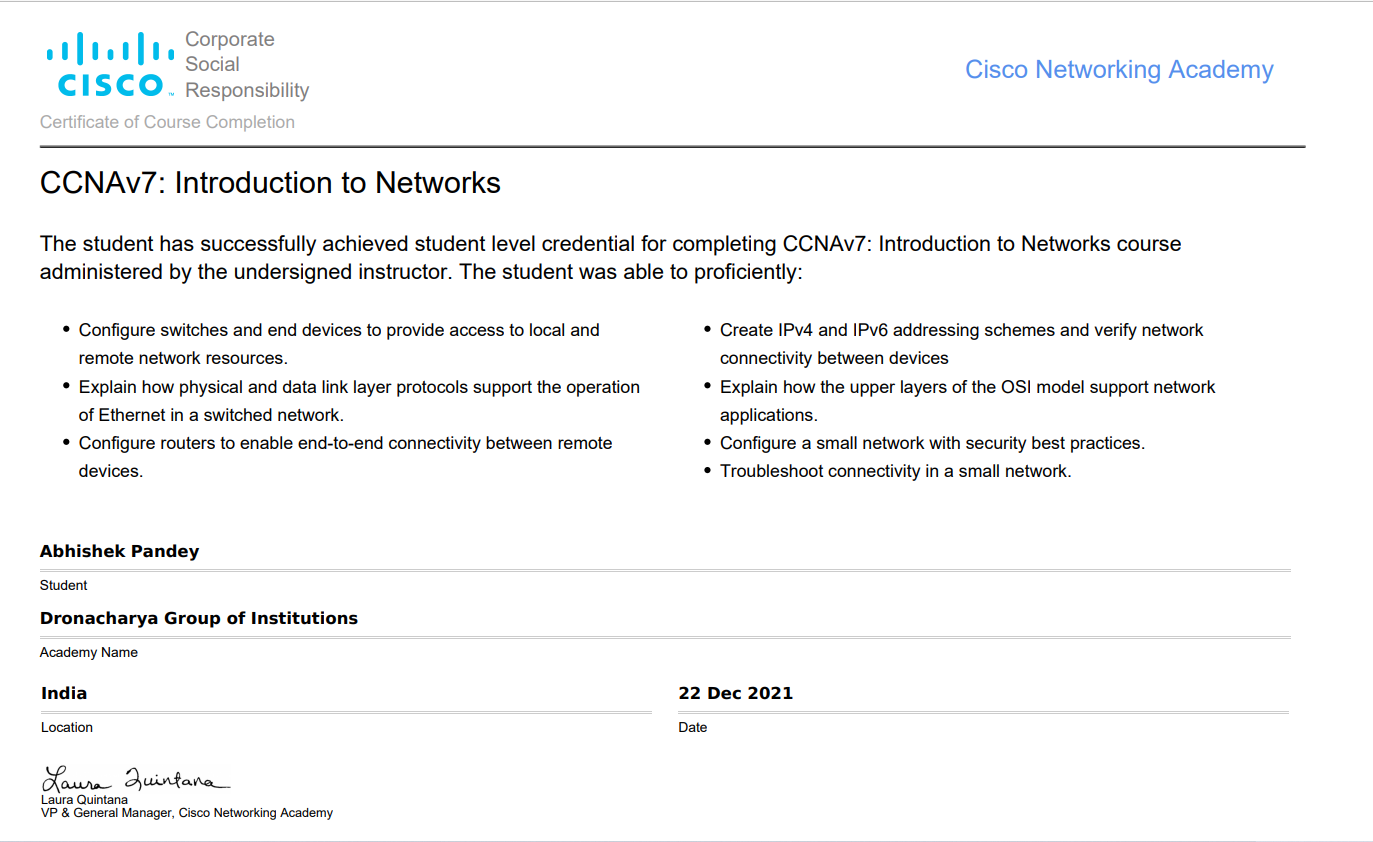 Corporate
Social
Responsibility
CISCO™
Cisco Networking Academy
Certificate of Course Completion
CCNAv7: Introduction to Networks
The student has successfully achieved student level credential for completing CCNAv7: Introduction to Networks course
administered by the undersigned instructor. The student was able to proficiently:
• Configure switches and end devices to provide access to local and
remote network resources.
• Explain how physical and data link layer protocols support the operation
of Ethernet in a switched network.
• Configure routers to enable end-to-end connectivity between remote
devices.
• Create IPv4 and IPv6 addressing schemes and verify network
connectivity between devices
• Explain how the upper layers of the OSI model support network
applications.
• Configure a small network with security best practices.
• Troubleshoot connectivity in a small network.
Abhishek Pandey
Student
Dronacharya Group of Institutions
Academy Name
India
Location
22 Dec 2021
Date
Laura Quintana
Laura Quintana
VP & General Manager, Cisco Networking Academy